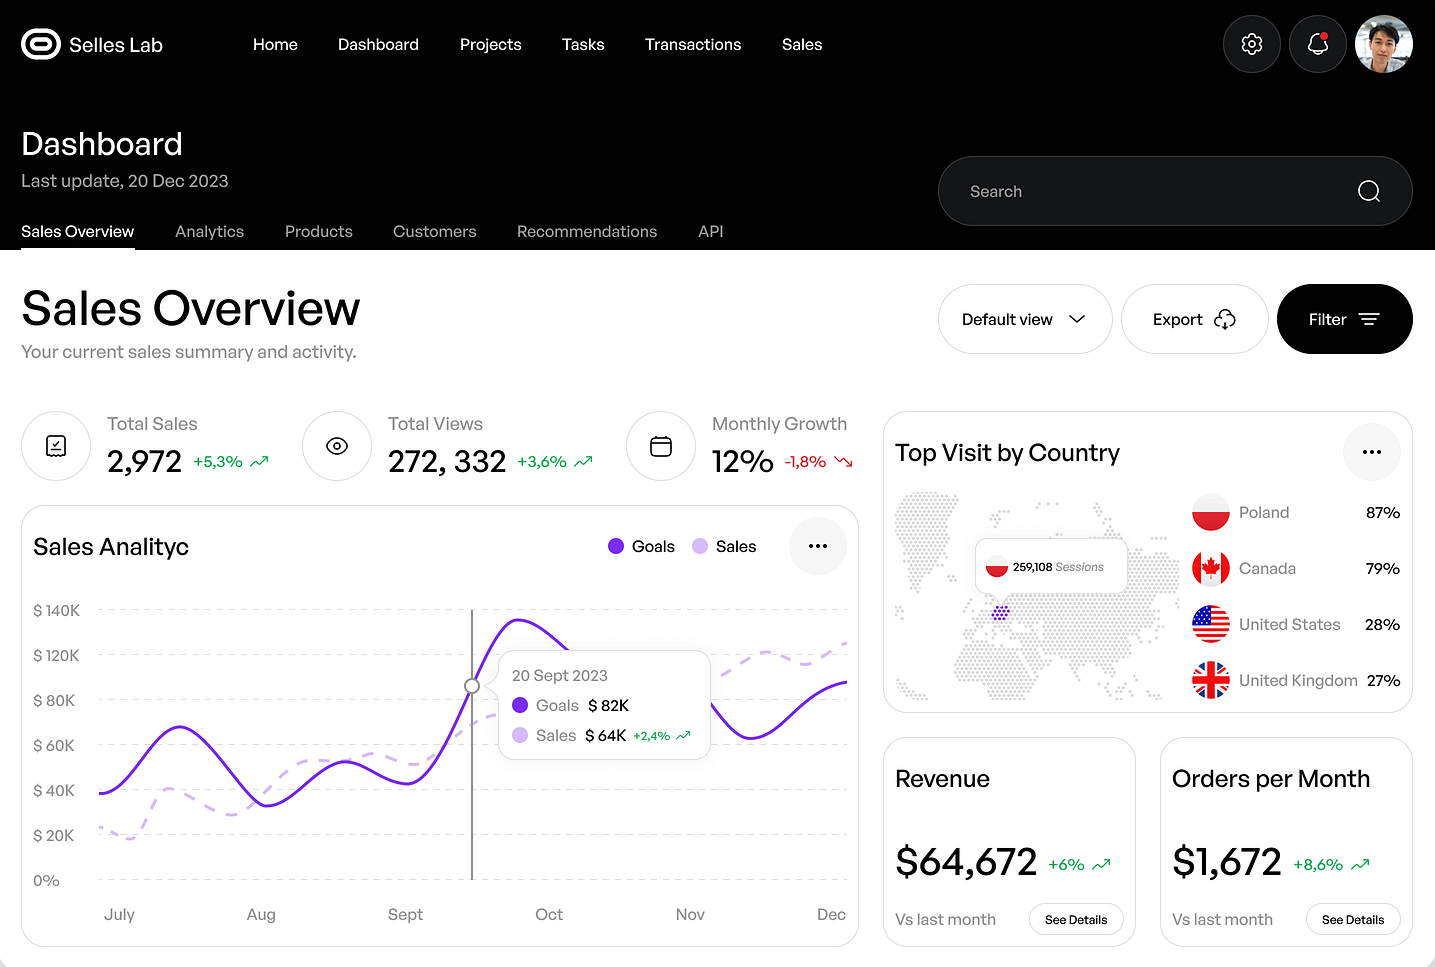 Selles Lab
Home
Dashboard
Projects
Tasks
Transactions
Sales
Dashboard
Last update, 20 Dec 2023
Search
Sales Overview
Analytics
Products
Customers
Recommendations
API
Sales Overview
Your current sales summary and activity.
Default view
Export
Filter
Total Sales
2,972 +5,3%
Total Views
272, 332 +3,6%
Monthly Growth
12% -1,8%
Sales Analityc
Goals
Sales
$ 140K
$ 120K
$ 80K
$ 60K
$ 40K
$ 20K
0%
20 Sept 2023
Goals $ 82K
Sales $ 64K +2,4%
July
Aug
Sept
Oct
Nov
Dec
Top Visit by Country
259,108 Sessions
Poland 87%
Canada 79%
United States 28%
United Kingdom 27%
Revenue
$64,672 +6%
Vs last month
See Details
Orders per Month
$1,672 +8,6%
Vs last month
See Details